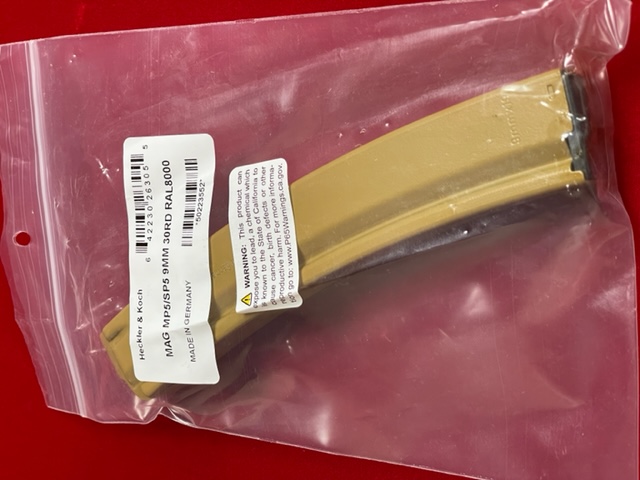 Heckler & Koch
MAG MP5/SP5 9MM 30RD RAL8000
MADE IN GERMANY
6 42230 26305 5
*50223552*
WARNING: This product can
expose you to lead, a chemical which
is known to the State of California to
cause cancer, birth defects or other
reproductive harm. For more informa-
tion go to: www.P65Warnings.ca.gov.